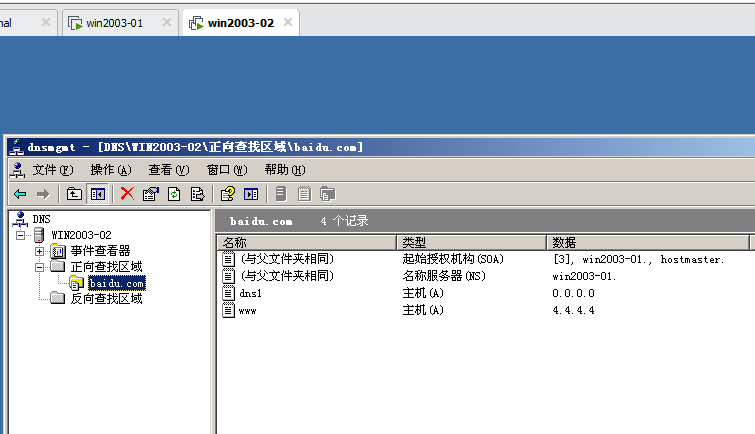 nal win2003-01 win2003-02
dnsmgmt - [DNS\WIN2003-02\正向查找区域\baidu.com]
文件(F) 操作(A) 查看(V) 窗口(W) 帮助(H)
DNS
WIN2003-02
事件查看器
正向查找区域
baidu.com
反向查找区域
baidu.com 4 个记录
名称 类型 数据
(与父文件夹相同) 起始授权机构(SOA) [3], win2003-01., hostmaster.
(与父文件夹相同) 名称服务器(NS) win2003-01.
dns1 主机(A) 0.0.0.0
www 主机(A) 4.4.4.4